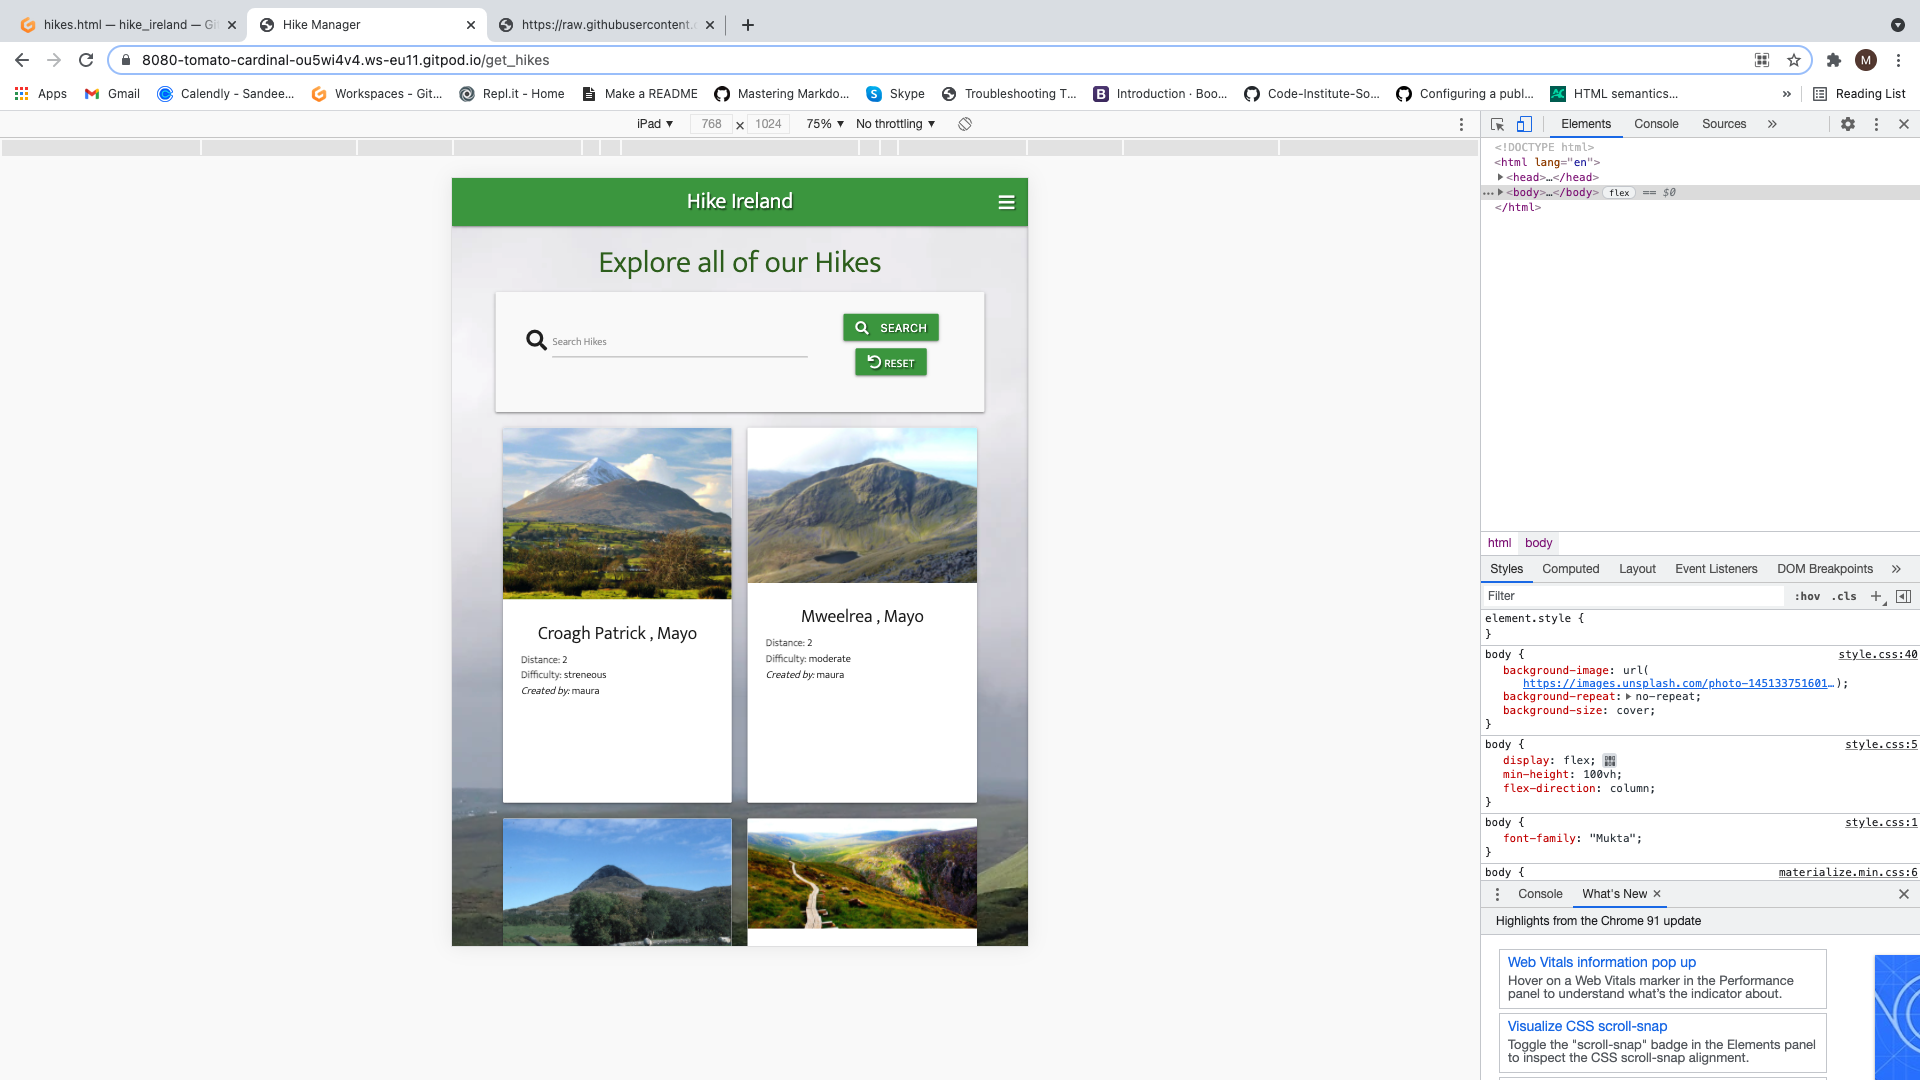 hikes.html — hike_ireland — Gi
Hike Manager
https://raw.githubusercontent.c
8080-tomato-cardinal-ou5wi4v4.ws-eu11.gitpod.io/get_hikes
M
Apps
Gmail
Calendly - Sandee...
Workspaces - Git...
Repl.it - Home
Make a README
Mastering Markdo...
Skype
Troubleshooting T...
Introduction · Boo...
Code-Institute-So...
Configuring a publ...
HTML semantics...
»
Reading List
iPad ▼ 768 × 1024 75% ▼ No throttling ▼
Elements Console Sources »
<!DOCTYPE html>
<html lang="en">
<head>…</head>
<body>…</body> flex == $0
</html>
Hike Ireland
Explore all of our Hikes
Search Hikes
SEARCH
RESET
Croagh Patrick , Mayo
Distance: 2
Difficulty: streneous
Created by: maura
Mweelrea , Mayo
Distance: 2
Difficulty: moderate
Created by: maura
html body
Styles Computed Layout Event Listeners DOM Breakpoints »
Filter :hov .cls +
element.style {
}
body { style.css:40
background-image: url(
https://images.unsplash.com/photo-145133751601…);
background-repeat: no-repeat;
background-size: cover;
}
body { style.css:5
display: flex;
min-height: 100vh;
flex-direction: column;
}
body { style.css:1
font-family: "Mukta";
}
body { materialize.min.css:6
Console What's New
Highlights from the Chrome 91 update
Web Vitals information pop up
Hover on a Web Vitals marker in the Performance
panel to understand what's the indicator about.
Visualize CSS scroll-snap
Toggle the "scroll-snap" badge in the Elements panel
to inspect the CSS scroll-snap alignment.